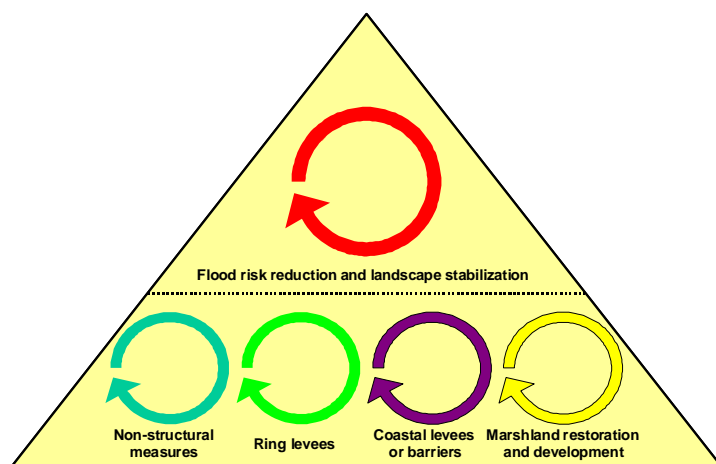 Flood risk reduction and landscape stabilization
Non-structural
measures
Ring levees
Coastal levees
or barriers
Marshland restoration
and development